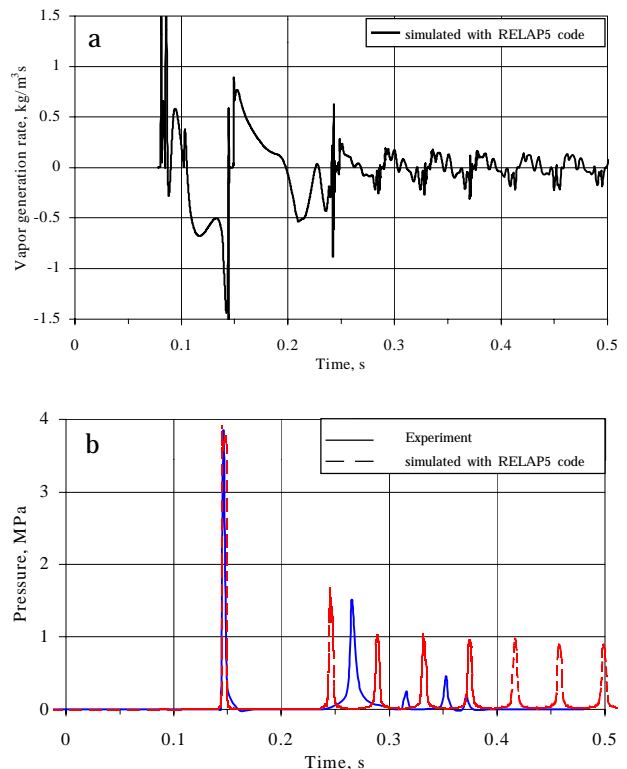 1.5
a
simulated with RELAP5 code
1
0.5
0
-0.5
-1
-1.5
Vapor generation rate, kg/m³s
0 0.1 0.2 0.3 0.4 0.5
Time, s
4
b
Experiment
simulated with RELAP5 code
3
2
1
0
Pressure, MPa
0 0.1 0.2 0.3 0.4 0.5
Time, s